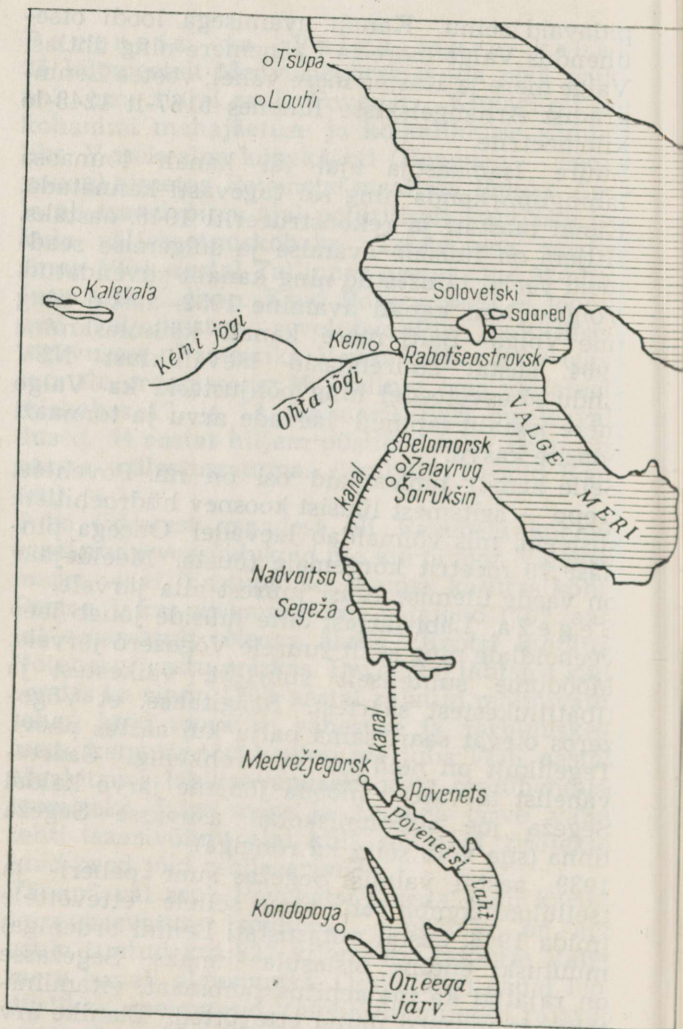 Tšupa
Louhi
Kalevala
Solovetski
saared
Kemi jõgi
Kem
Rabotšeostrovsk
Ohta jõgi
VALGE MERI
Belomorsk
Zalavrug
Soirukšin
kanal
Nadvoitsõ
Segeža
kanal
Medvežjegorsk
Povenets
Povenetsi laht
Kondopoga
Oneega
järv